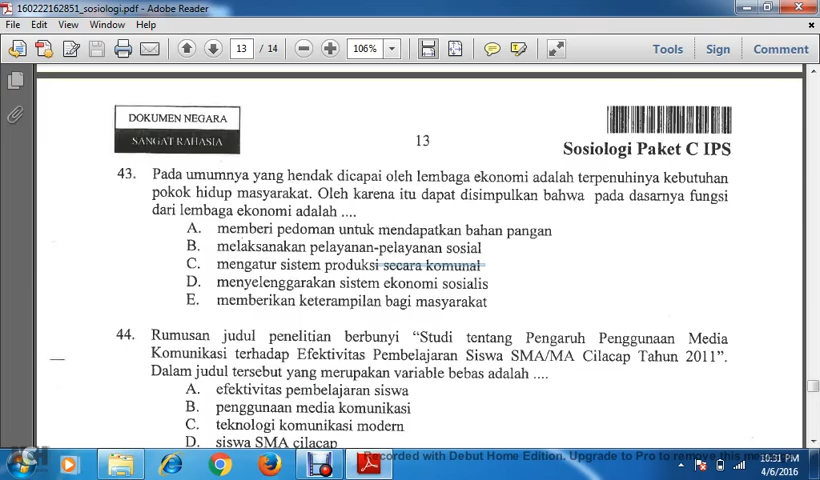 160222162851_sosiologi.pdf - Adobe Reader
File Edit View Window Help
13 / 14 106% Tools Sign Comment
DOKUMEN NEGARA
SANGAT RAHASIA
13
Sosiologi Paket C IPS
43. Pada umumnya yang hendak dicapai oleh lembaga ekonomi adalah terpenuhinya kebutuhan
pokok hidup masyarakat. Oleh karena itu dapat disimpulkan bahwa pada dasarnya fungsi
dari lembaga ekonomi adalah ....
A. memberi pedoman untuk mendapatkan bahan pangan
B. melaksanakan pelayanan-pelayanan sosial
C. mengatur sistem produksi secara komunal
D. menyelenggarakan sistem ekonomi sosialis
E. memberikan keterampilan bagi masyarakat
44. Rumusan judul penelitian berbunyi “Studi tentang Pengaruh Penggunaan Media
Komunikasi terhadap Efektivitas Pembelajaran Siswa SMA/MA Cilacap Tahun 2011”.
Dalam judul tersebut yang merupakan variable bebas adalah ....
A. efektivitas pembelajaran siswa
B. penggunaan media komunikasi
C. teknologi komunikasi modern
D. siswa SMA cilacap
Recorded with Debut Home Edition. Upgrade to Pro to remove this
10:31 PM
4/6/2016